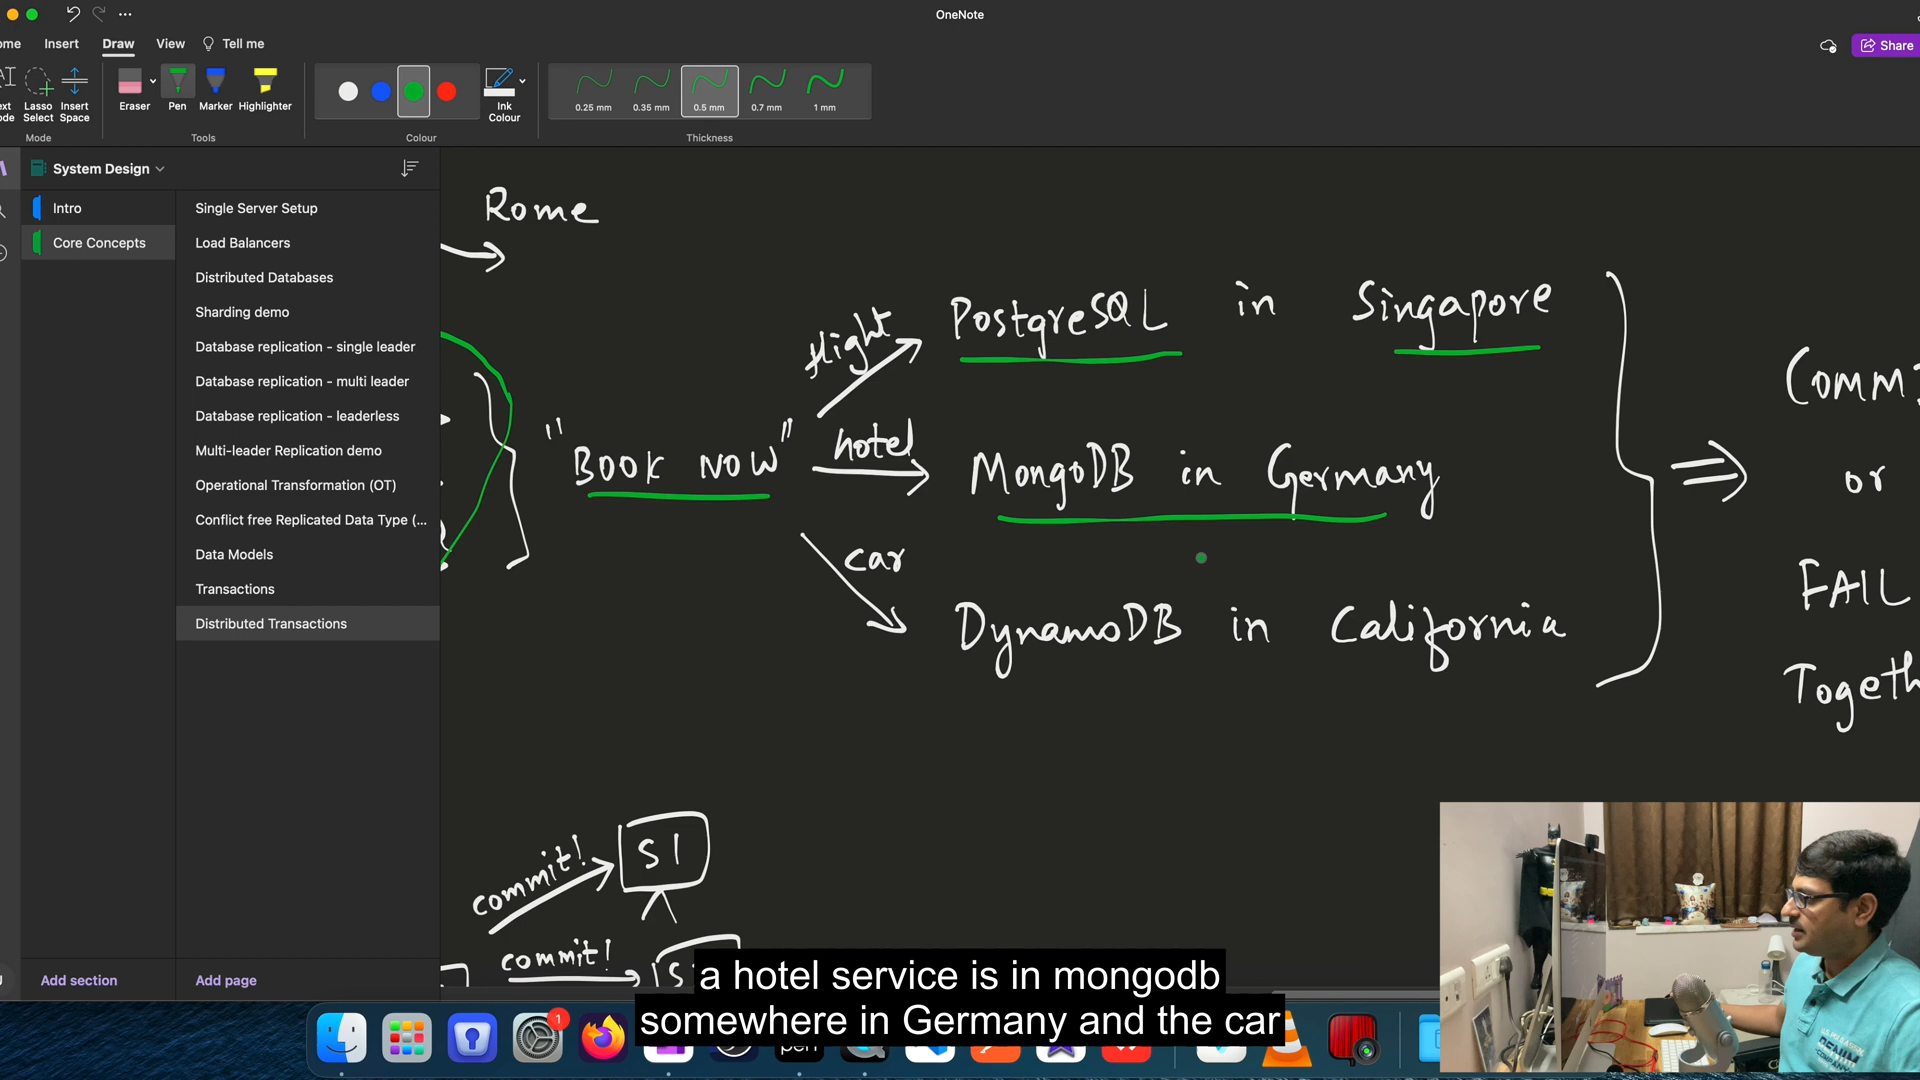 OneNote
Insert
Draw
View
Tell me
Share
Lasso Select
Insert Space
Eraser
Pen
Marker
Highlighter
Ink Colour
0.25 mm
0.35 mm
0.5 mm
0.7 mm
1 mm
Mode
Tools
Colour
Thickness
System Design
Intro
Core Concepts
Single Server Setup
Load Balancers
Distributed Databases
Sharding demo
Database replication - single leader
Database replication - multi leader
Database replication - leaderless
Multi-leader Replication demo
Operational Transformation (OT)
Conflict free Replicated Data Type (...
Data Models
Transactions
Distributed Transactions
Add section
Add page
Rome
flight
PostgreSQL in Singapore
"BOOK NOW"
hotel
MongoDB in Germany
car
DynamoDB in California
or
FAIL
commit!
S1
commit!
a hotel service is in mongodb
somewhere in Germany and the car
1